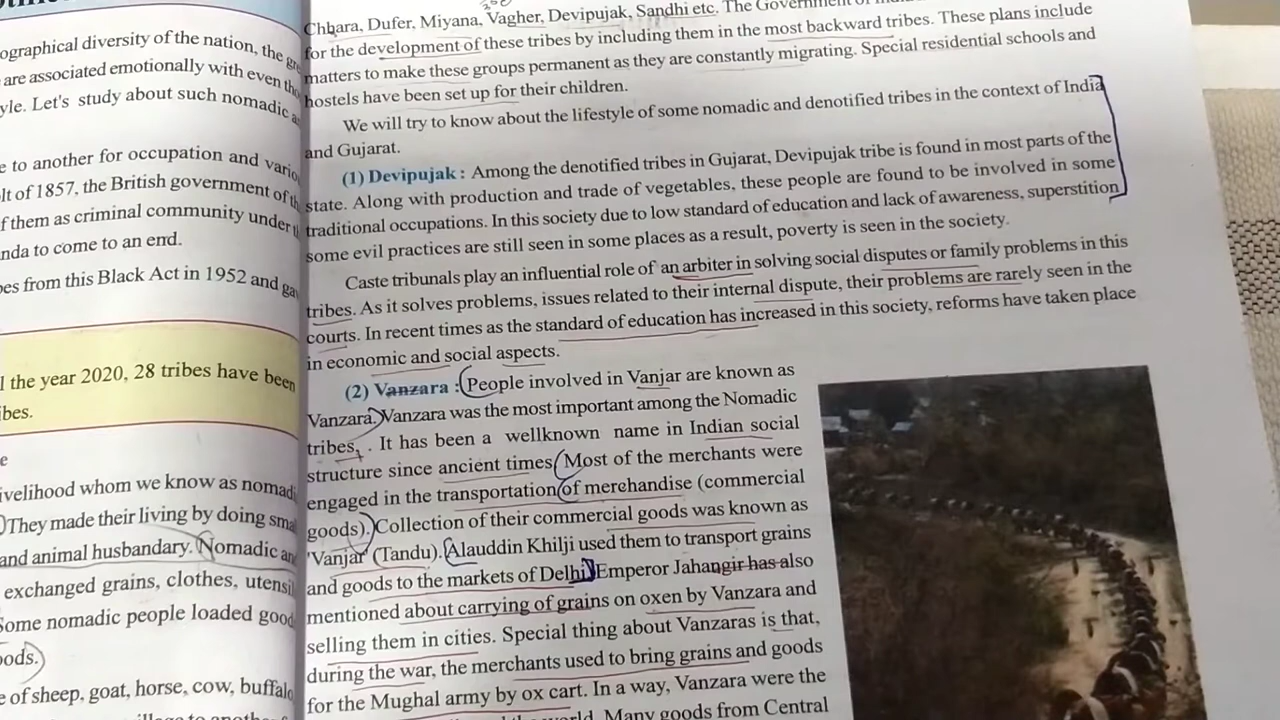 ographical diversity of the nation, the
are associated emotionally with even
yle. Let's study about such nomadic
e to another for occupation and
lt of 1857, the British government of
f them as criminal community under
nda to come to an end.
es from this Black Act in 1952 and
l the year 2020, 28 tribes have been
ibes.
e
ivelihood whom we know as
They made their living by doing
and animal husbandary. Nomadic
exchanged grains, clothes,
Some nomadic people loaded
ods.)
e of sheep, goat, horse, cow,
Chhara, Dufer, Miyana, Vagher, Devipujak, Sandhi etc. The Government of
for the development of these tribes by including them in the most backward tribes. These plans include
matters to make these groups permanent as they are constantly migrating. Special residential schools and
hostels have been set up for their children.
We will try to know about the lifestyle of some nomadic and denotified tribes in the context of India
and Gujarat.
(1) Devipujak : Among the denotified tribes in Gujarat, Devipujak tribe is found in most parts of the
state. Along with production and trade of vegetables, these people are found to be involved in some
traditional occupations. In this society due to low standard of education and lack of awareness, superstition
some evil practices are still seen in some places as a result, poverty is seen in the society.
Caste tribunals play an influential role of an arbiter in solving social disputes or family problems in this
tribes. As it solves problems, issues related to their internal dispute, their problems are rarely seen in the
courts. In recent times as the standard of education has increased in this society, reforms have taken place
in economic and social aspects.
(2) Vanzara : People involved in Vanjar are known as
Vanzara. Vanzara was the most important among the Nomadic
tribes. . It has been a wellknown name in Indian social
structure since ancient times. Most of the merchants were
engaged in the transportation of merchandise (commercial
goods). Collection of their commercial goods was known as
'Vanjar' (Tandu). Alauddin Khilji used them to transport grains
and goods to the markets of Delhi. Emperor Jahangir has also
mentioned about carrying of grains on oxen by Vanzara and
selling them in cities. Special thing about Vanzaras is that,
during the war, the merchants used to bring grains and goods
for the Mughal army by ox cart. In a way, Vanzara were the
world. Many goods from Central